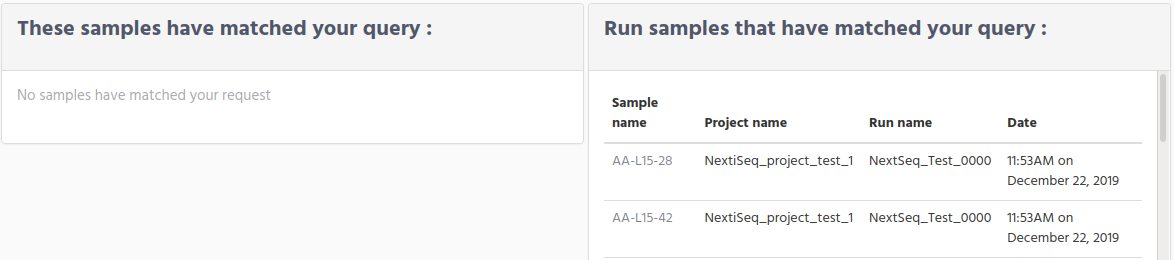 These samples have matched your query :
No samples have matched your request
Run samples that have matched your query :
Sample
name Project name Run name Date
AA-L15-28 NextiSeq_project_test_1 NextSeq_Test_0000 11:53AM on
December 22, 2019
AA-L15-42 NextiSeq_project_test_1 NextSeq_Test_0000 11:53AM on
December 22, 2019